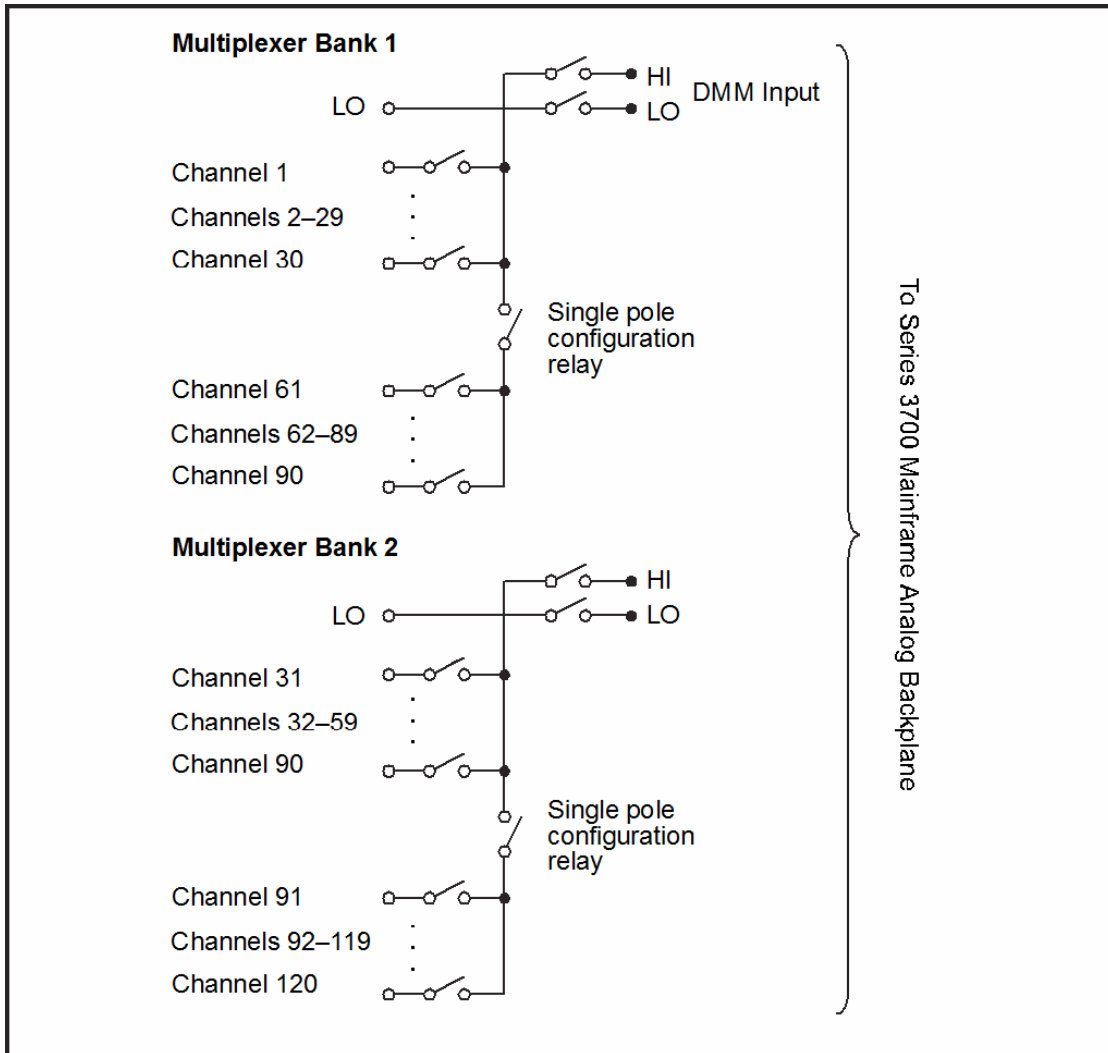 Multiplexer Bank 1
HI
DMM Input
LO
LO
Channel 1
Channels 2–29
Channel 30
Single pole
configuration
relay
Channel 61
Channels 62–89
Channel 90
Multiplexer Bank 2
HI
LO
LO
Channel 31
Channels 32–59
Channel 90
Single pole
configuration
relay
Channel 91
Channels 92–119
Channel 120
To Series 3700 Mainframe Analog Backplane